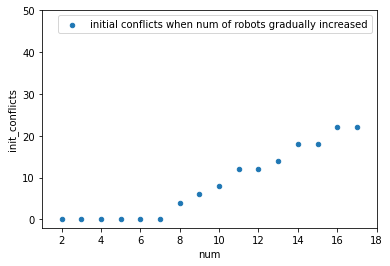 50
initial conflicts when num of robots gradually increased
40
30
20
10
0
init_conflicts
2 4 6 8 10 12 14 16 18
num